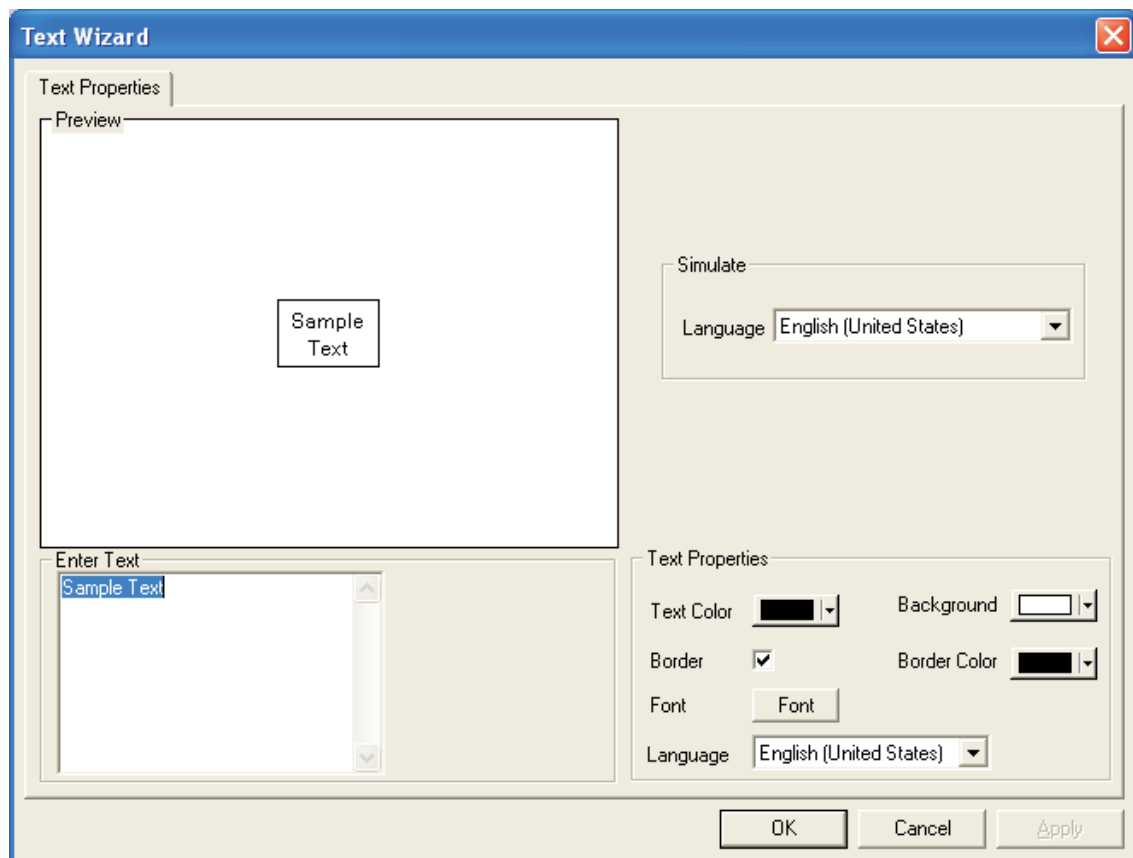 Text Wizard
Text Properties
Preview
Sample
Text
Simulate
Language English (United States)
Enter Text
Sample Text
Text Properties
Text Color Background
Border Border Color
Font Font
Language English (United States)
OK Cancel Apply